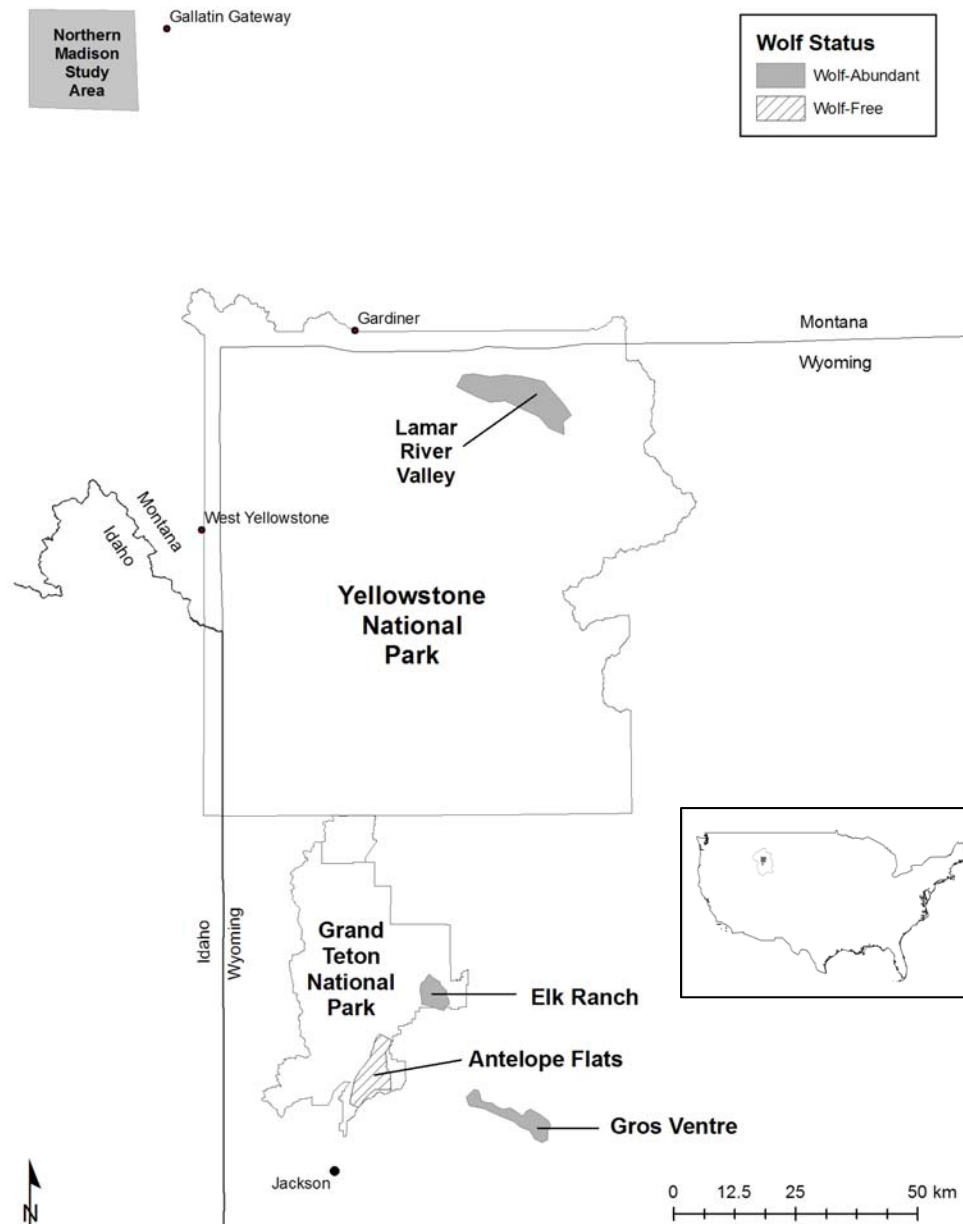 Gallatin Gateway
Northern
Madison
Study
Area
Wolf Status
Wolf-Abundant
Wolf-Free
Gardiner
Montana
Wyoming
Lamar
River
Valley
Montana
Idaho
West Yellowstone
Yellowstone
National
Park
Idaho
Wyoming
Grand
Teton
National
Park
Elk Ranch
Antelope Flats
Gros Ventre
Jackson
N
0 12.5 25 50 km